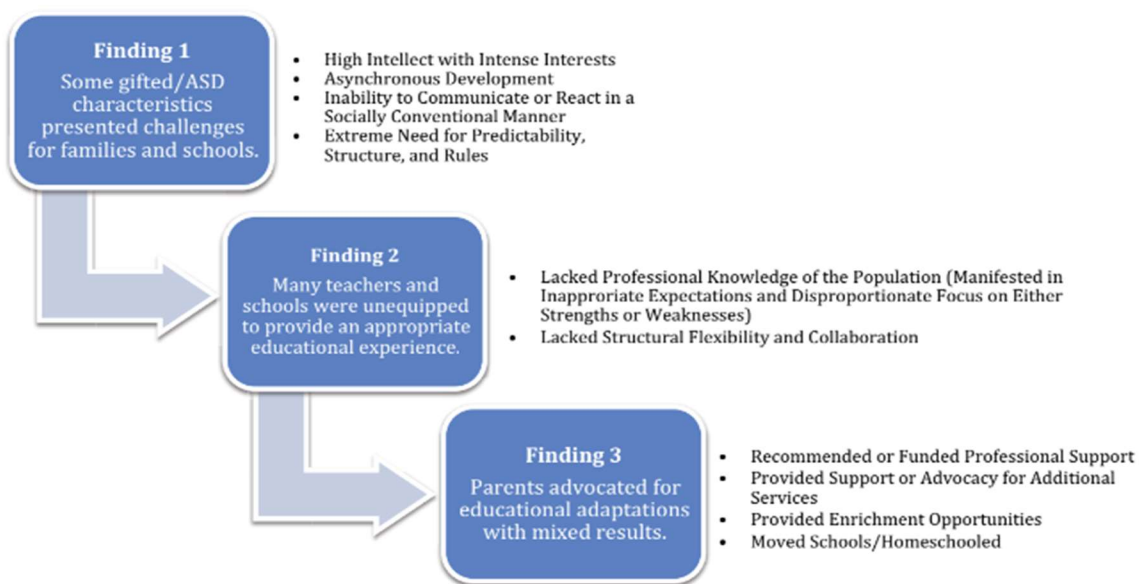 Finding 1
Some gifted/ASD
characteristics
presented challenges
for families and schools.
• High Intellect with Intense Interests
• Asynchronous Development
• Inability to Communicate or React in a
Socially Conventional Manner
• Extreme Need for Predictability,
Structure, and Rules
Finding 2
Many teachers and
schools were unequipped
to provide an appropriate
educational experience.
• Lacked Professional Knowledge of the Population (Manifested in
Inapproriate Expectations and Disproportionate Focus on Either
Strengths or Weaknesses)
• Lacked Structural Flexibility and Collaboration
Finding 3
Parents advocated for
educational adaptations
with mixed results.
• Recommended or Funded Professional Support
• Provided Support or Advocacy for Additional
Services
• Provided Enrichment Opportunities
• Moved Schools/Homeschooled